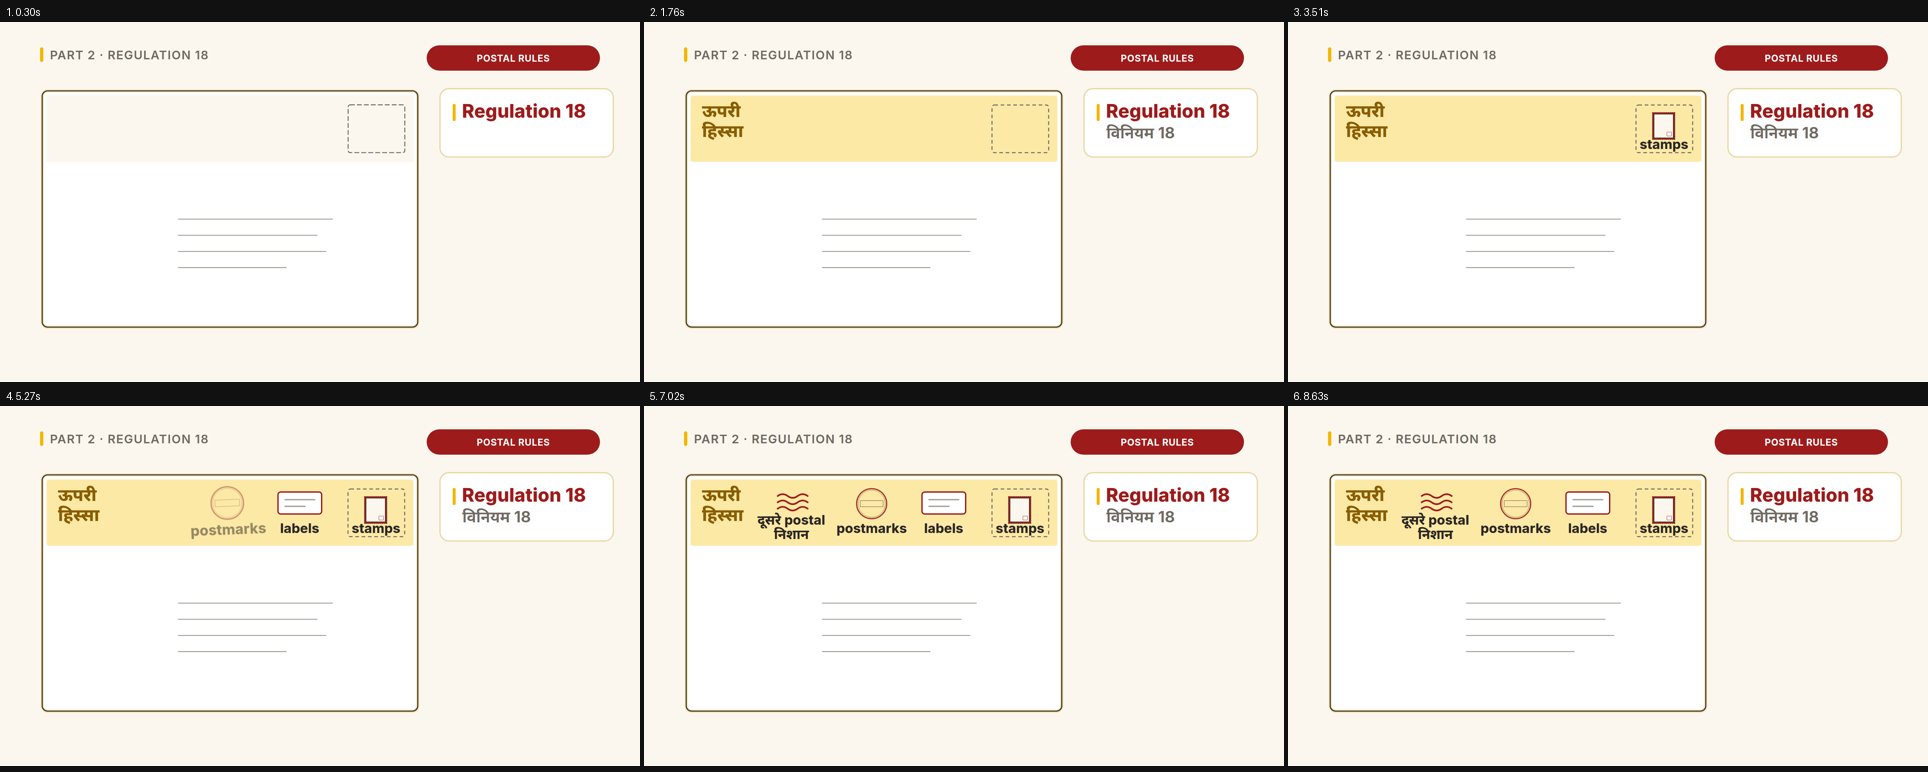 1. 0.30s
PART 2 · REGULATION 18
POSTAL RULES
Regulation 18
2. 1.76s
PART 2 · REGULATION 18
POSTAL RULES
ऊपरी
हिस्सा
Regulation 18
विनियम 18
3. 3.51s
PART 2 · REGULATION 18
POSTAL RULES
ऊपरी
हिस्सा
stamps
Regulation 18
विनियम 18
4. 5.27s
PART 2 · REGULATION 18
POSTAL RULES
ऊपरी
हिस्सा
postmarks
labels
stamps
Regulation 18
विनियम 18
5. 7.02s
PART 2 · REGULATION 18
POSTAL RULES
ऊपरी
हिस्सा
दूसरे postal
निशान
postmarks
labels
stamps
Regulation 18
विनियम 18
6. 8.63s
PART 2 · REGULATION 18
POSTAL RULES
ऊपरी
हिस्सा
दूसरे postal
निशान
postmarks
labels
stamps
Regulation 18
विनियम 18